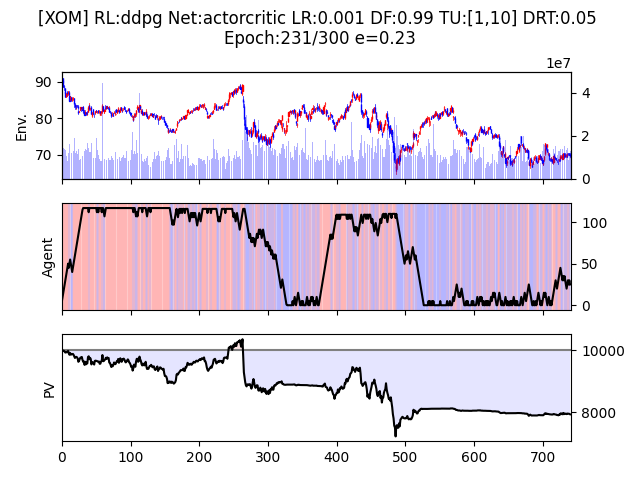 [XOM] RL:ddpg Net:actorcritic LR:0.001 DF:0.99 TU:[1,10] DRT:0.05
Epoch:231/300 e=0.23
1e7
90
80
70
Env.
4
2
0
Agent
100
50
0
PV
10000
8000
0 100 200 300 400 500 600 700